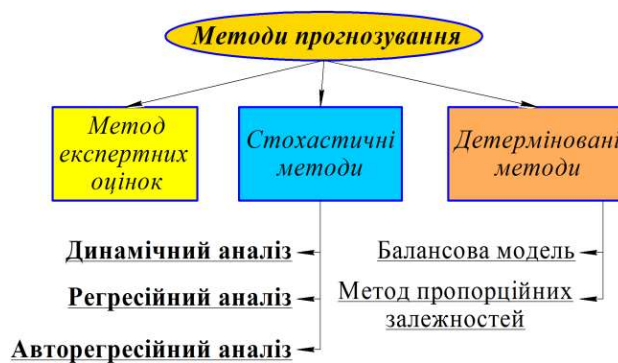 Методи прогнозування
Метод
експертних
оцінок
Стохастичні
методи
Детерміновані
методи
Динамічний аналіз
Регресійний аналіз
Авторегресійний аналіз
Балансова модель
Метод пропорційних
залежностей